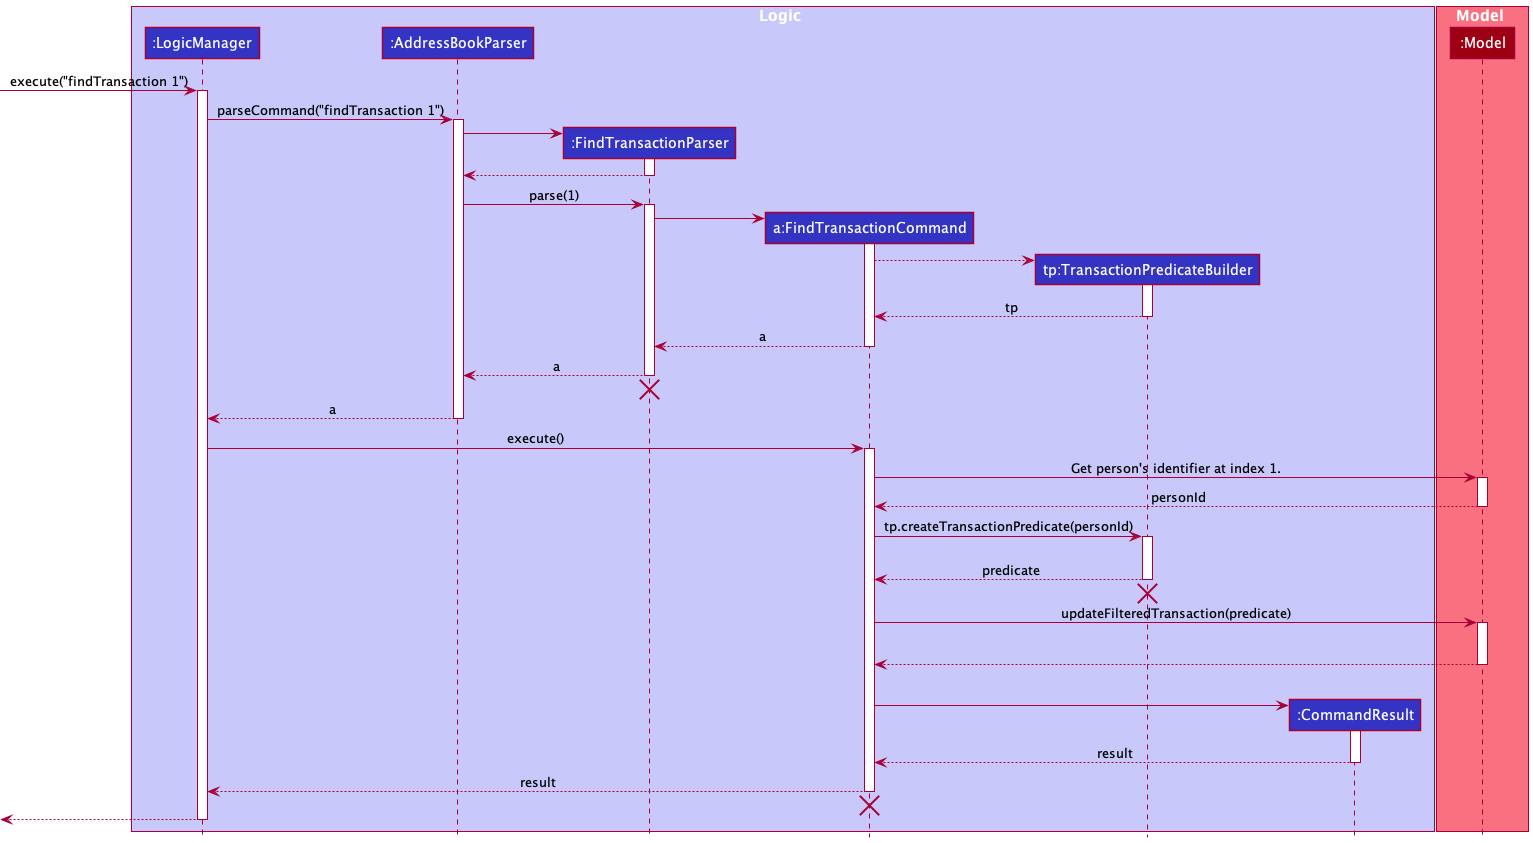 Logic
Model
:LogicManager
:AddressBookParser
:Model
execute("findTransaction 1")
parseCommand("findTransaction 1")
:FindTransactionParser
parse(1)
a:FindTransactionCommand
tp:TransactionPredicateBuilder
tp
a
a
a
execute()
Get person's identifier at index 1.
personId
tp.createTransactionPredicate(personId)
predicate
updateFilteredTransaction(predicate)
:CommandResult
result
result